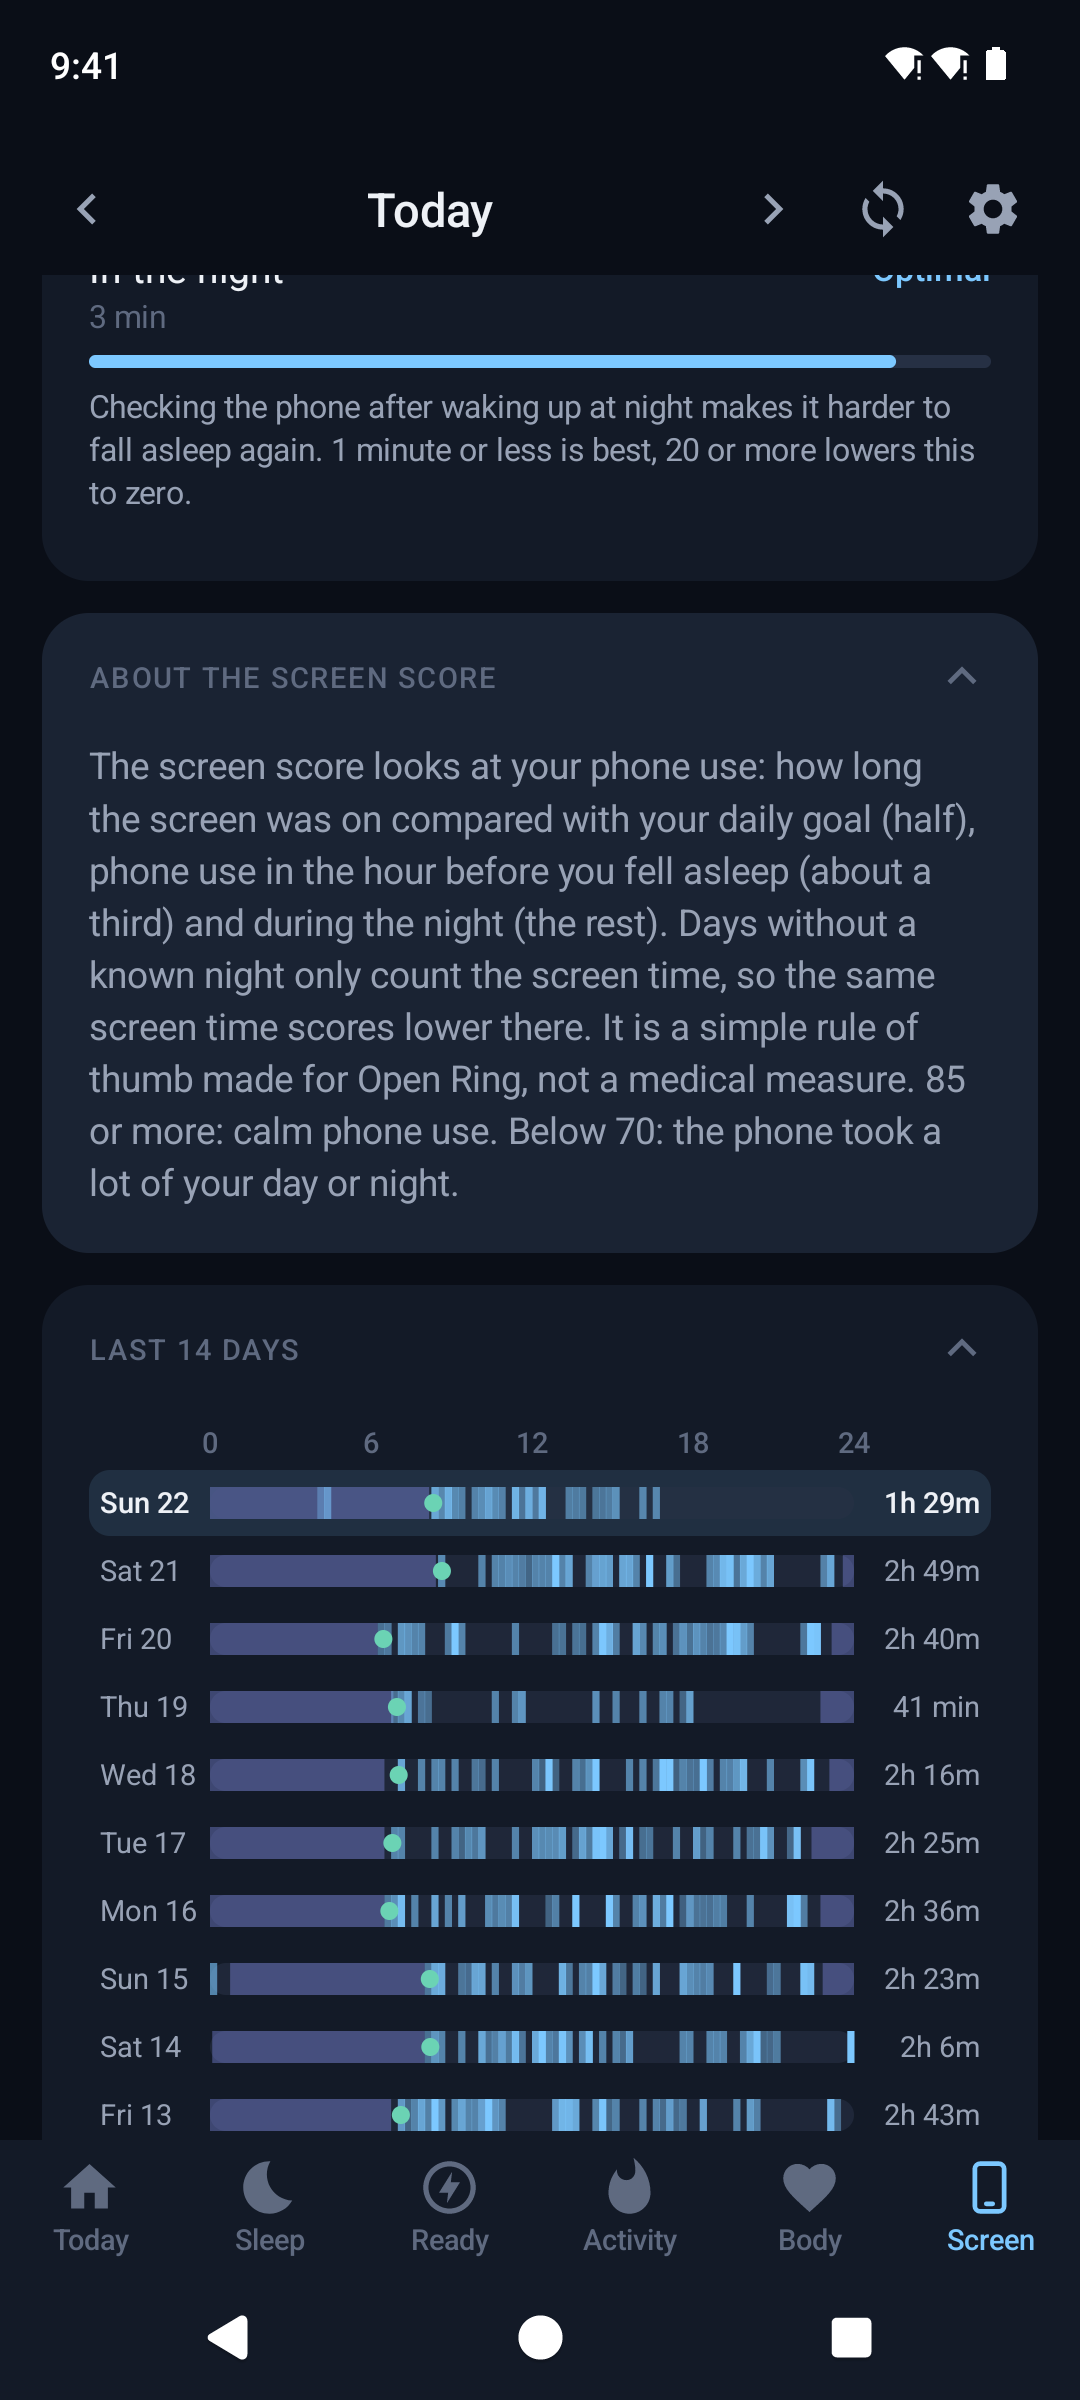 9:41
Today
In the night
Optimal
3 min
Checking the phone after waking up at night makes it harder to
fall asleep again. 1 minute or less is best, 20 or more lowers this
to zero.
ABOUT THE SCREEN SCORE
The screen score looks at your phone use: how long
the screen was on compared with your daily goal (half),
phone use in the hour before you fell asleep (about a
third) and during the night (the rest). Days without a
known night only count the screen time, so the same
screen time scores lower there. It is a simple rule of
thumb made for Open Ring, not a medical measure. 85
or more: calm phone use. Below 70: the phone took a
lot of your day or night.
LAST 14 DAYS
0 6 12 18 24
Sun 22 1h 29m
Sat 21 2h 49m
Fri 20 2h 40m
Thu 19 41 min
Wed 18 2h 16m
Tue 17 2h 25m
Mon 16 2h 36m
Sun 15 2h 23m
Sat 14 2h 6m
Fri 13 2h 43m
Today Sleep Ready Activity Body Screen